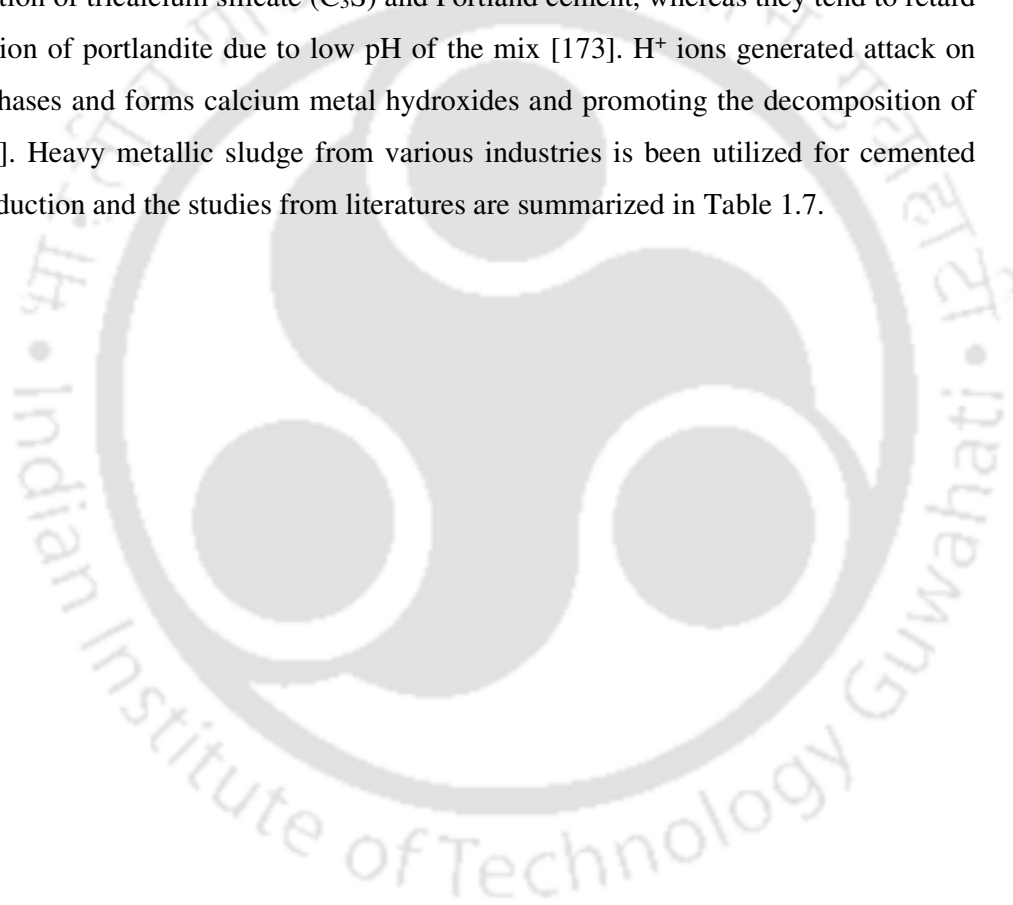 tion of tricalcium silicate (C₃S) and Portland cement, whereas they tend to retard
ion of portlandite due to low pH of the mix [173]. H⁺ ions generated attack on
hases and forms calcium metal hydroxides and promoting the decomposition of
]. Heavy metallic sludge from various industries is been utilized for cemented
duction and the studies from literatures are summarized in Table 1.7.
Indian Institute of Technology Guwahati